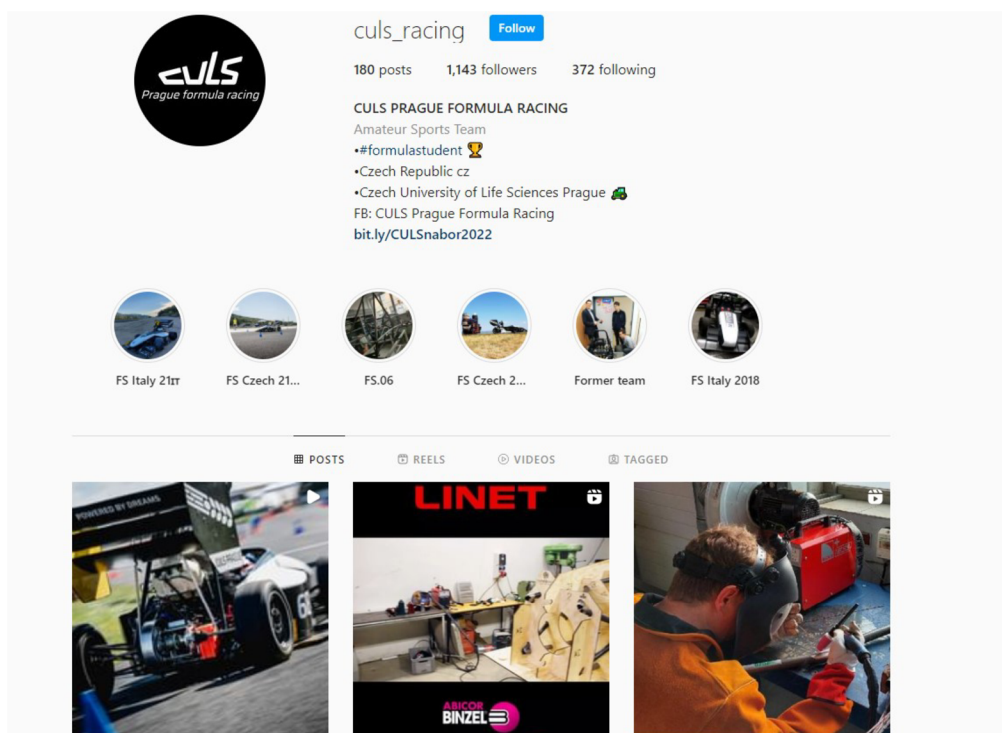 culs
Prague formula racing
culs_racing
Follow
180 posts 1,143 followers 372 following
CULS PRAGUE FORMULA RACING
Amateur Sports Team
•#formulastudent 🏆
•Czech Republic cz
•Czech University of Life Sciences Prague 🚜
FB: CULS Prague Formula Racing
bit.ly/CULSnabor2022
FS Italy 21IT FS Czech 21... FS.06 FS Czech 2... Former team FS Italy 2018
POSTS REELS VIDEOS TAGGED
POWERED BY DREAMS
LINET
ABICOR
BINZEL